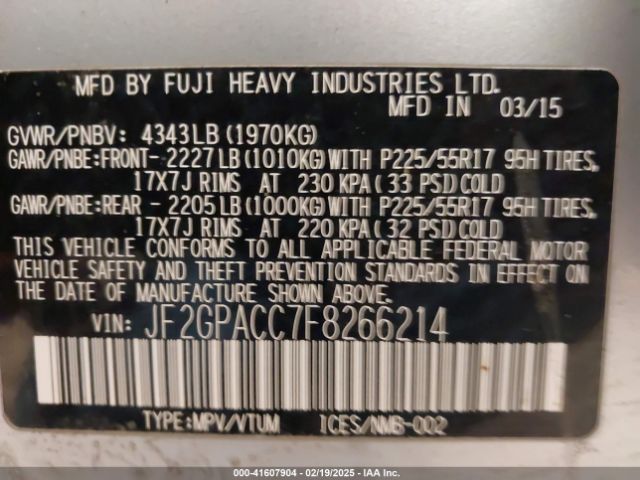 MFD BY FUJI HEAVY INDUSTRIES LTD.
MFD IN 03/15
GVWR/PNBV: 4343LB (1970KG)
GAWR/PNBE:FRONT- 2227LB (1010KG) WITH P225/55R17 95H TIRES,
17X7J RIMS AT 230 KPA( 33 PSI) COLD
GAWR/PNBE:REAR - 2205LB (1000KG) WITH P225/55R17 95H TIRES,
17X7J RIMS AT 220 KPA( 32 PSI) COLD
THIS VEHICLE CONFORMS TO ALL APPLICABLE FEDERAL MOTOR
VEHICLE SAFETY AND THEFT PREVENTION STANDARDS IN EFFECT ON
THE DATE OF MANUFACTURE SHOWN ABOVE.
VIN: JF2GPACC7F8266214
TYPE:MPV/VTUM ICES/NMB-002
000-41607904 - 02/19/2025 - IAA Inc.